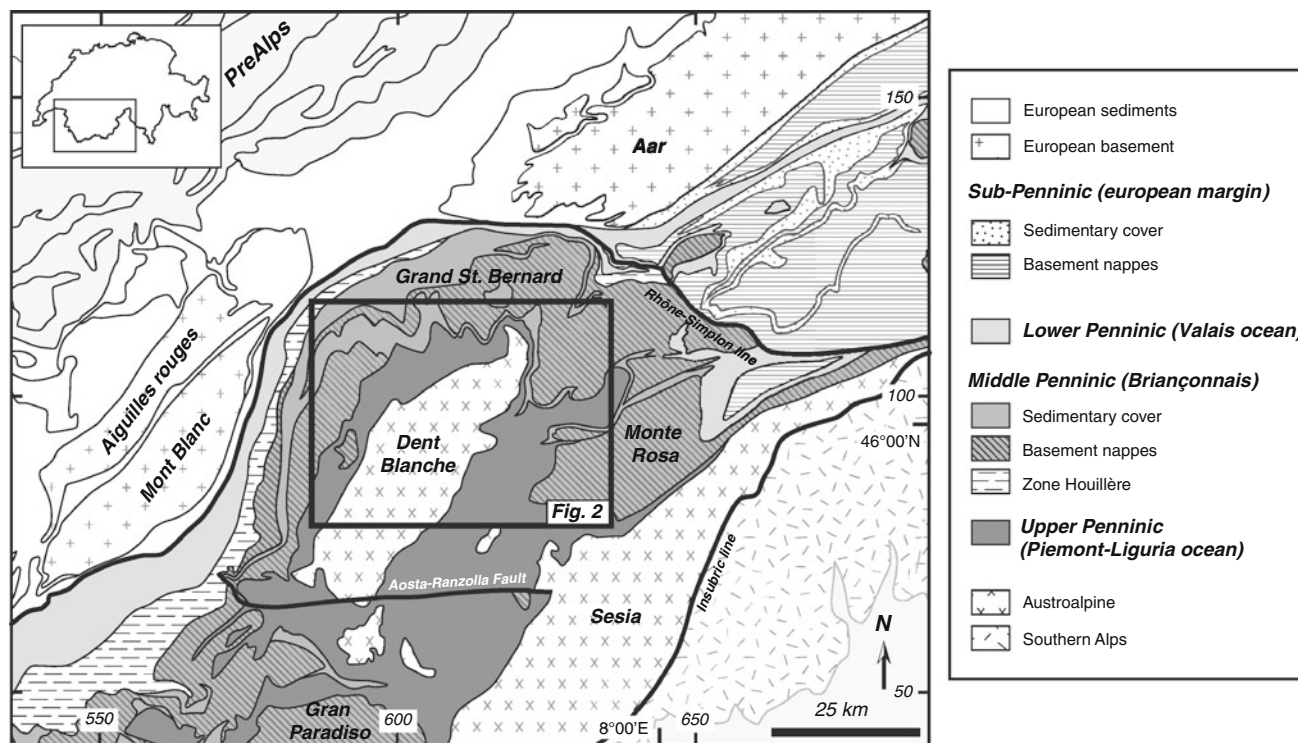 PreAlps
150
Aar
Grand St. Bernard
Rhône-Simplon line
Aiguilles rouges
Mont Blanc
100
46°00'N
Dent
Blanche
Monte
Rosa
Fig. 2
Insubric line
Aosta-Ranzolla Fault
Sesia
N
50
550
Gran
Paradiso
600
8°00'E
650
25 km
European sediments
European basement
Sub-Penninic (european margin)
Sedimentary cover
Basement nappes
Lower Penninic (Valais ocean)
Middle Penninic (Briançonnais)
Sedimentary cover
Basement nappes
Zone Houillère
Upper Penninic
(Piemont-Liguria ocean)
Austroalpine
Southern Alps